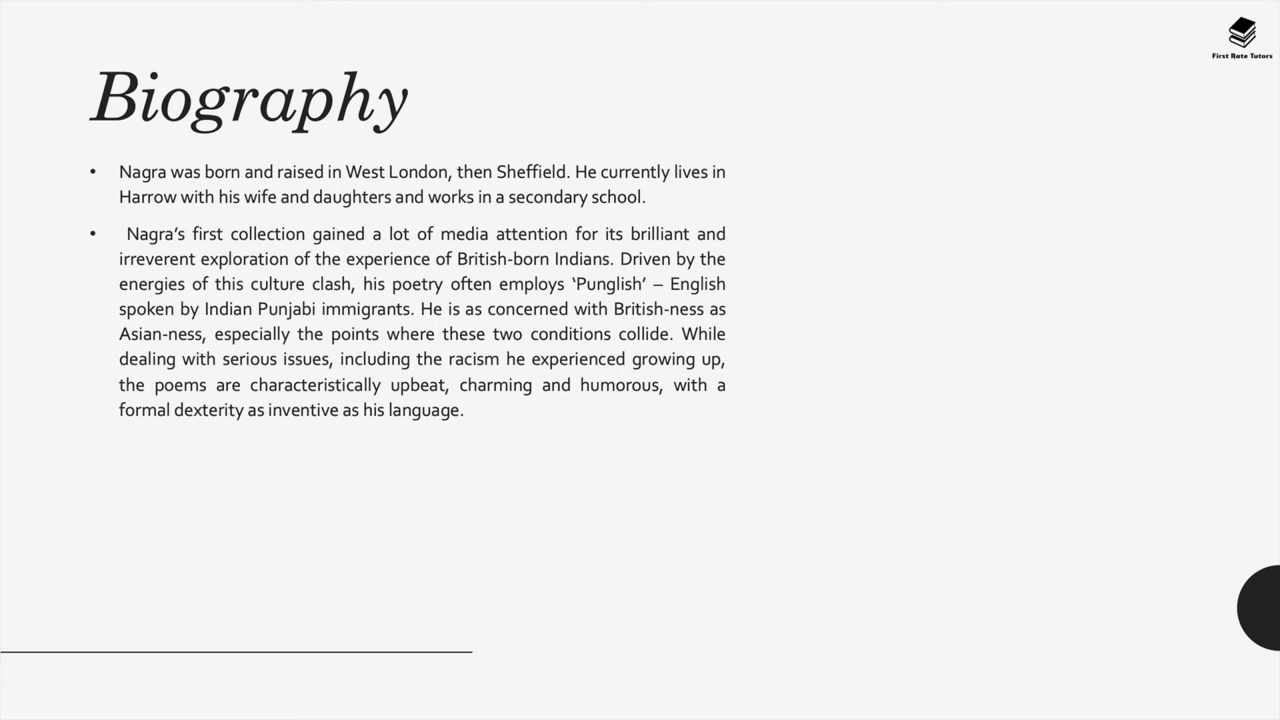 First Rate Tutors
Biography
• Nagra was born and raised in West London, then Sheffield. He currently lives in
Harrow with his wife and daughters and works in a secondary school.
• Nagra’s first collection gained a lot of media attention for its brilliant and
irreverent exploration of the experience of British-born Indians. Driven by the
energies of this culture clash, his poetry often employs ‘Punglish’ – English
spoken by Indian Punjabi immigrants. He is as concerned with British-ness as
Asian-ness, especially the points where these two conditions collide. While
dealing with serious issues, including the racism he experienced growing up,
the poems are characteristically upbeat, charming and humorous, with a
formal dexterity as inventive as his language.